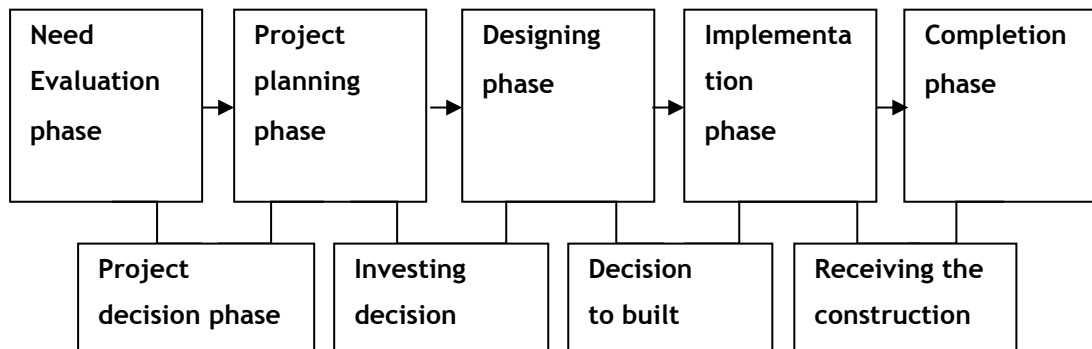 Need
Evaluation
phase
Project
planning
phase
Designing
phase
Implementa
tion
phase
Completion
phase
Project
decision phase
Investing
decision
Decision
to built
Receiving the
construction